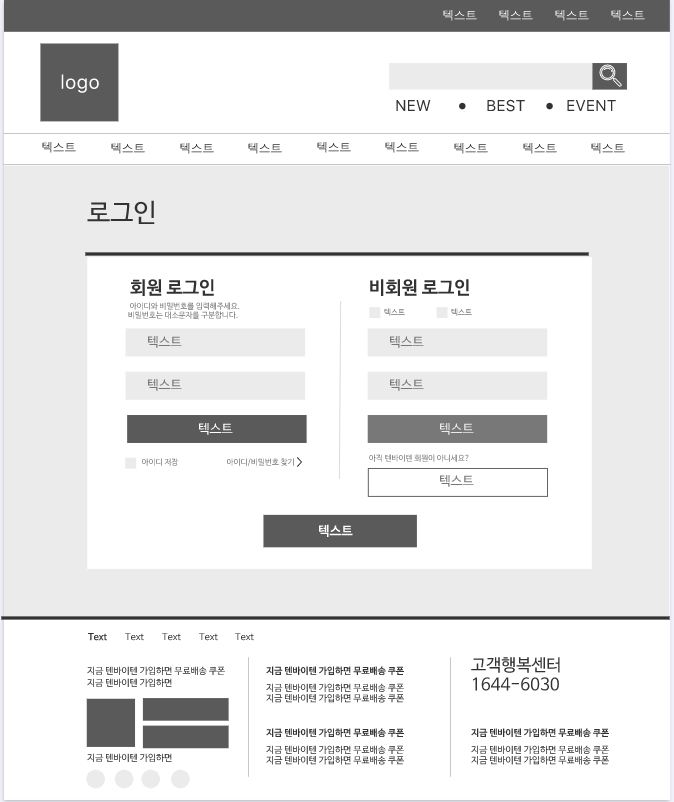 텍스트 텍스트 텍스트 텍스트
logo
NEW ● BEST ● EVENT
텍스트 텍스트 텍스트 텍스트 텍스트 텍스트 텍스트 텍스트 텍스트
로그인
회원 로그인
아이디와 비밀번호를 입력해주세요.
비밀번호는 대소문자를 구분합니다.
텍스트
텍스트
텍스트
아이디 저장 아이디/비밀번호 찾기 >
비회원 로그인
텍스트 텍스트
텍스트
텍스트
텍스트
아직 텐바이텐 회원이 아니세요?
텍스트
텍스트
Text Text Text Text Text
지금 텐바이텐 가입하면 무료배송 쿠폰
지금 텐바이텐 가입하면
지금 텐바이텐 가입하면
지금 텐바이텐 가입하면 무료배송 쿠폰
지금 텐바이텐 가입하면 무료배송 쿠폰
지금 텐바이텐 가입하면 무료배송 쿠폰
지금 텐바이텐 가입하면 무료배송 쿠폰
지금 텐바이텐 가입하면 무료배송 쿠폰
지금 텐바이텐 가입하면 무료배송 쿠폰
고객행복센터
1644-6030
지금 텐바이텐 가입하면 무료배송 쿠폰
지금 텐바이텐 가입하면 무료배송 쿠폰
지금 텐바이텐 가입하면 무료배송 쿠폰